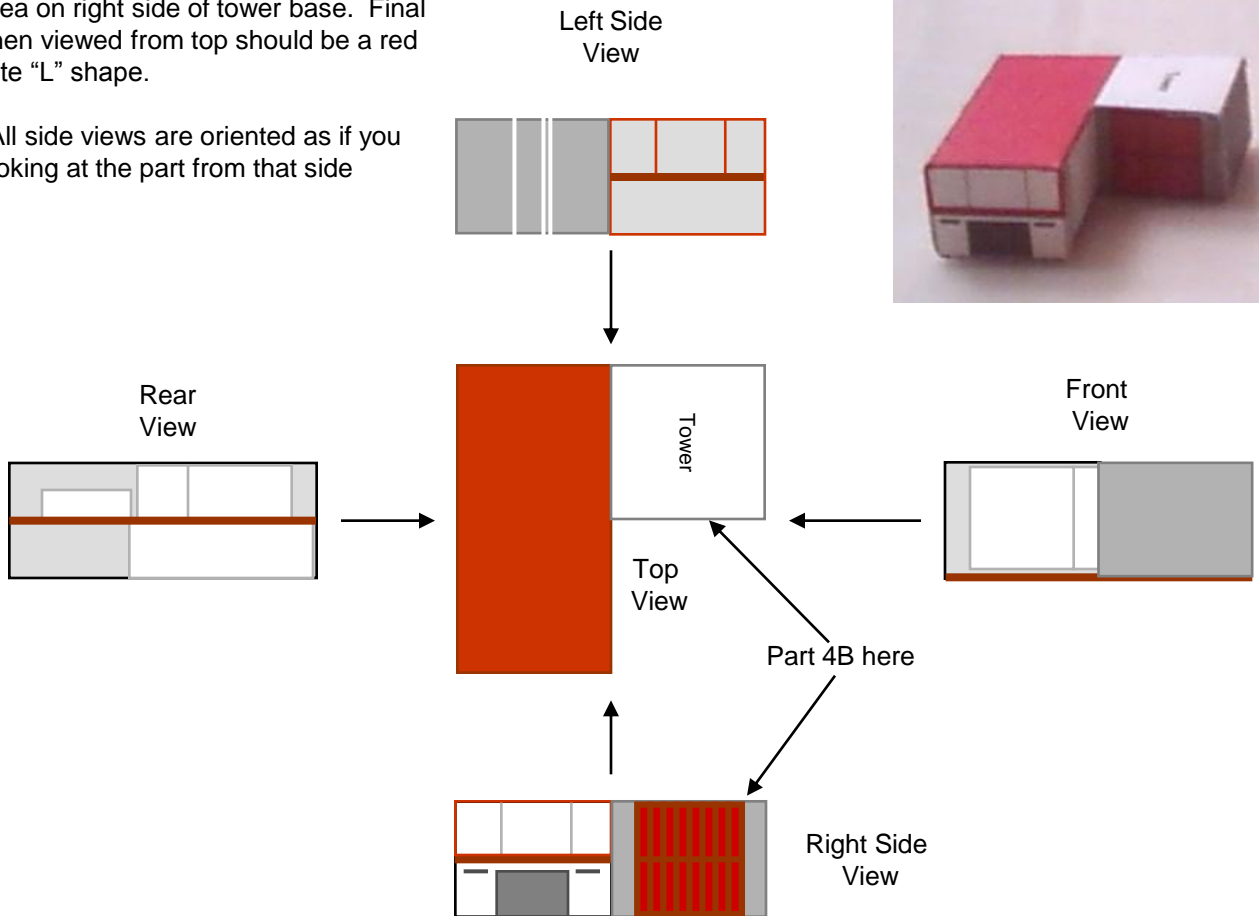 ea on right side of tower base.  Final
hen viewed from top should be a red
te “L” shape.
All side views are oriented as if you
oking at the part from that side
Left Side
View
Rear
View
Tower
Front
View
Top
View
Part 4B here
Right Side
View